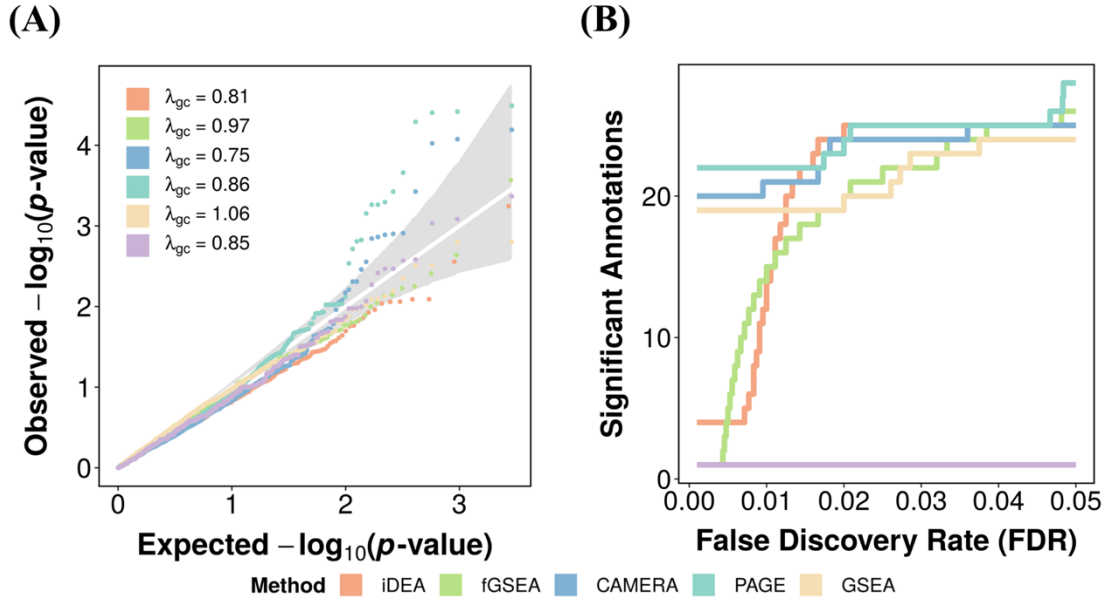 (A)
(B)
λgc = 0.81
λgc = 0.97
λgc = 0.75
λgc = 0.86
λgc = 1.06
λgc = 0.85
Observed −log10(p-value)
4
3
2
1
0
0 1 2 3
Expected −log10(p-value)
Significant Annotations
20
10
0
0.00 0.01 0.02 0.03 0.04 0.05
False Discovery Rate (FDR)
Method iDEA fGSEA CAMERA PAGE GSEA